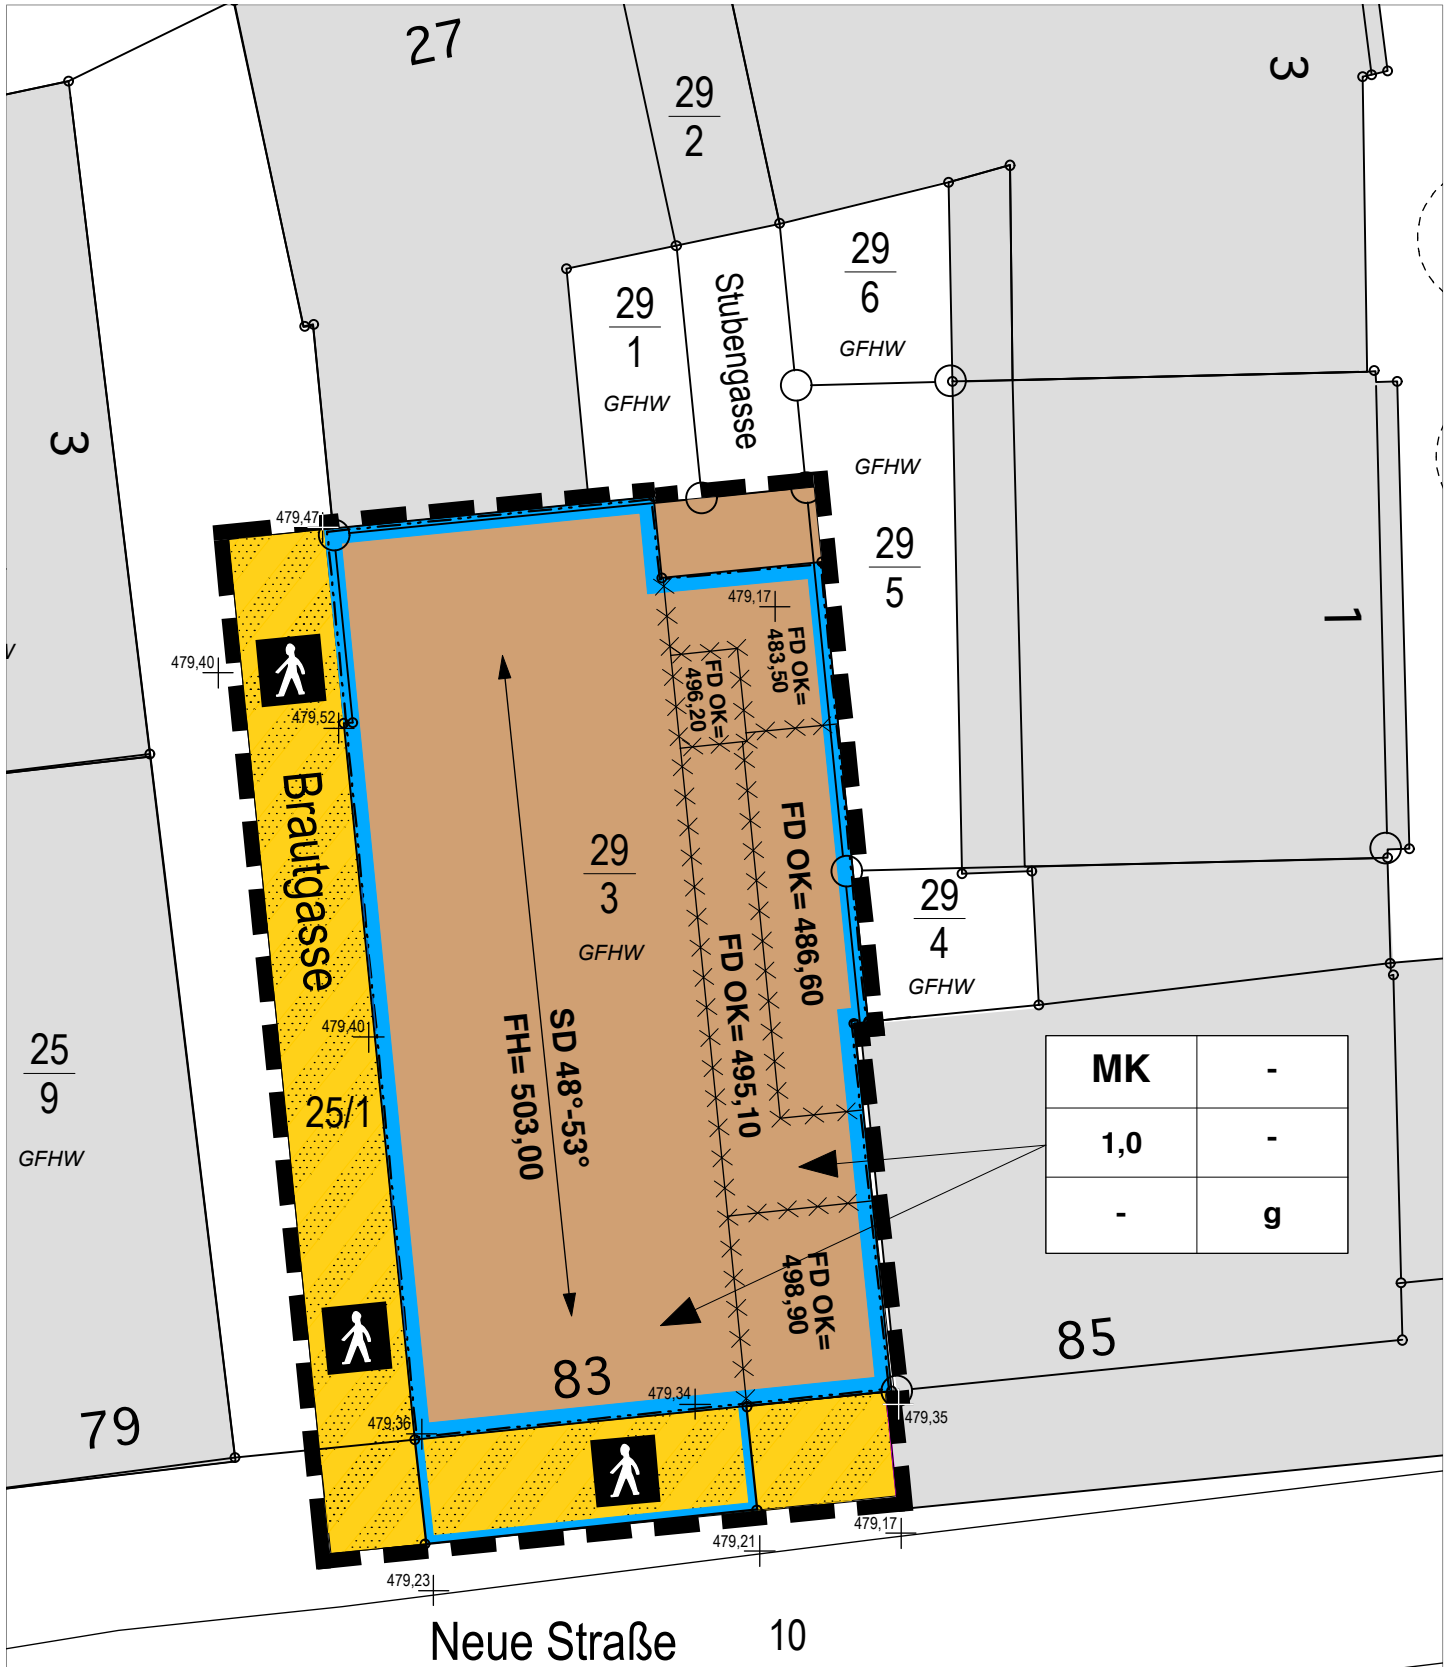 27
3
29
2
29
6
GFHW
29
1
GFHW
Stubengasse
3
GFHW
29
5
479,47
479,17
FD OK=
483,50
1
479,40
FD OK=
496,20
479,52
Brautgasse
29
3
GFHW
FD OK= 486,60
29
4
GFHW
FD OK= 495,10
SD 48°-53°
FH= 503,00
479,40
25
9
GFHW
25/1
MK -
1,0 -
- g
FD OK=
498,90
85
83
79
479,34
479,36
479,35
479,17
479,21
479,23
Neue Straße 10